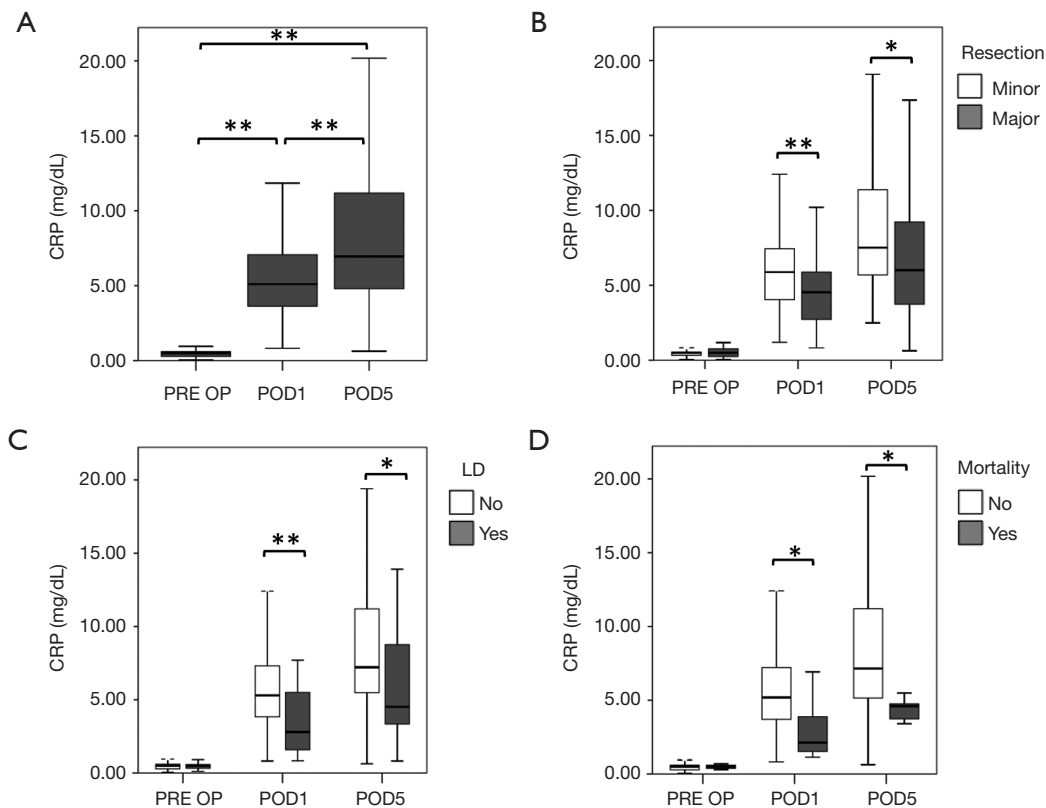 A
CRP (mg/dL)
20.00
15.00
10.00
5.00
0.00
**
**
**
PRE OP POD1 POD5
B
CRP (mg/dL)
20.00
15.00
10.00
5.00
0.00
**
*
PRE OP POD1 POD5
Resection
Minor
Major
C
CRP (mg/dL)
20.00
15.00
10.00
5.00
0.00
**
*
PRE OP POD1 POD5
LD
No
Yes
D
CRP (mg/dL)
20.00
15.00
10.00
5.00
0.00
*
*
PRE OP POD1 POD5
Mortality
No
Yes